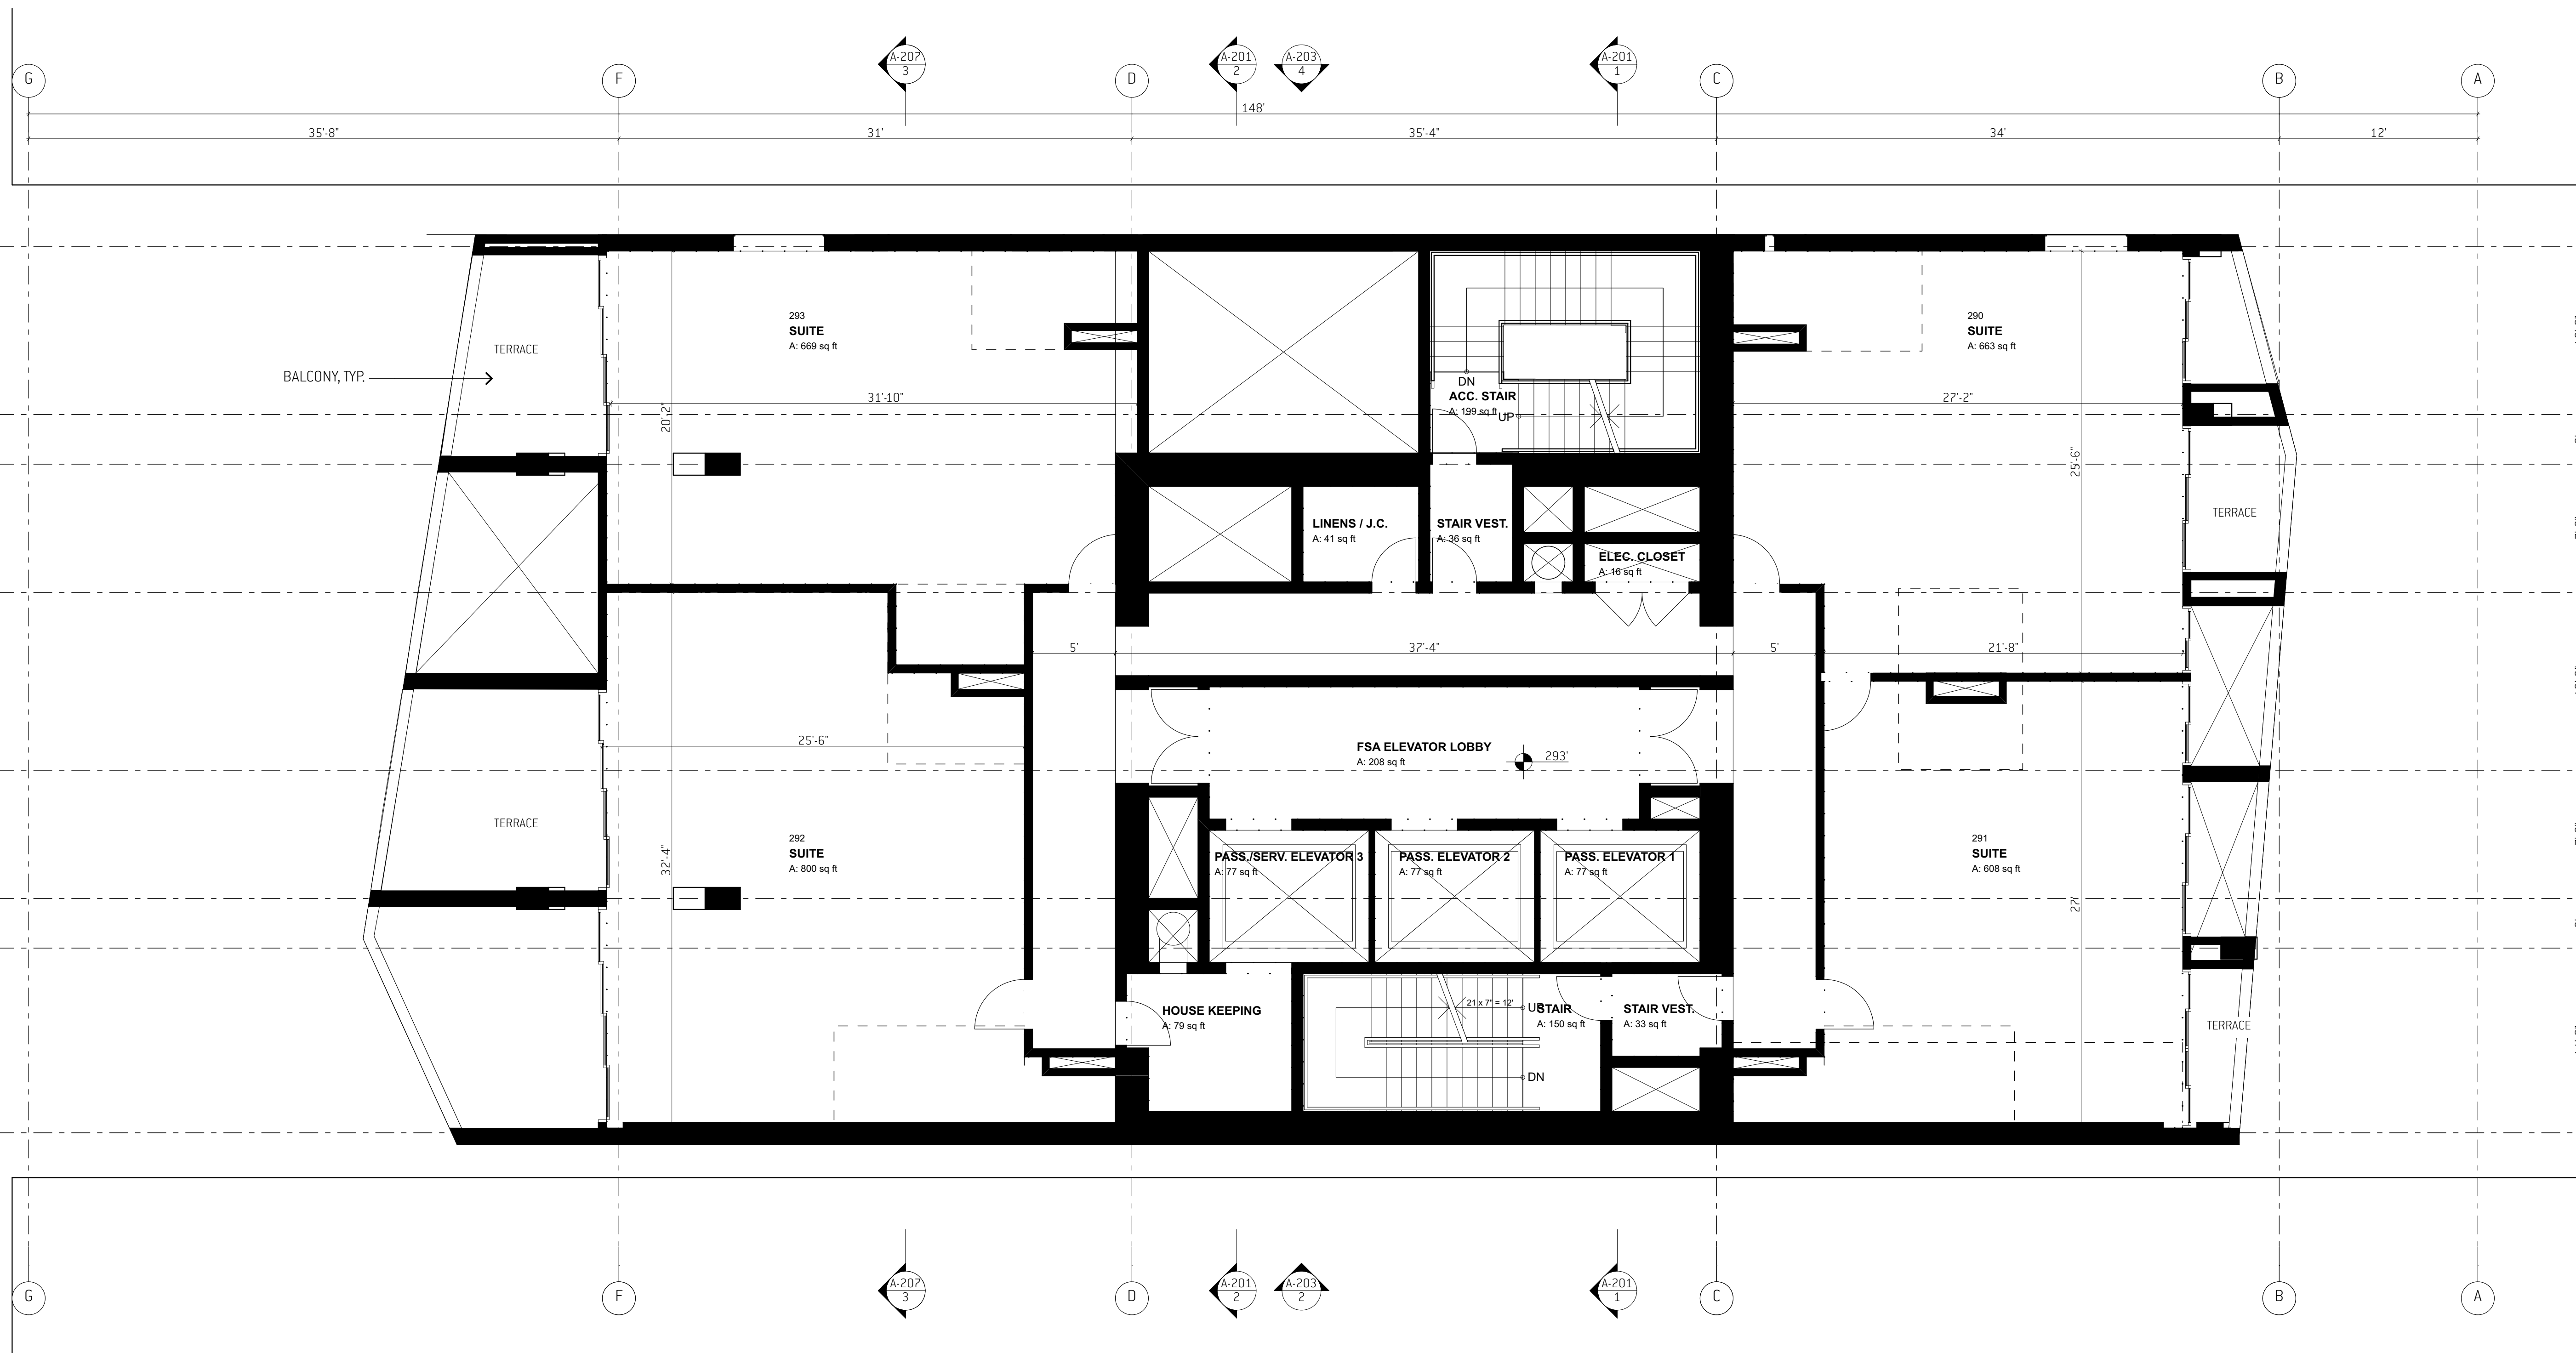 A-207
3
A-201
2
A-203
4
A-201
1
G
F
D
C
B
A
148'
35'-8"
31'
35'-4"
34'
12'
293
SUITE
A: 669 sq ft
290
SUITE
A: 663 sq ft
TERRACE
BALCONY, TYP.
DN
ACC. STAIR
A: 199 sq ft
UP
31'-10"
27'-2"
20'-2"
25'-6"
TERRACE
LINENS / J.C.
A: 41 sq ft
STAIR VEST.
A: 36 sq ft
ELEC. CLOSET
A: 16 sq ft
5'
37'-4"
5'
21'-8"
25'-6"
FSA ELEVATOR LOBBY
A: 208 sq ft
293'
TERRACE
292
SUITE
A: 800 sq ft
32'-4"
PASS./SERV. ELEVATOR 3
A: 77 sq ft
PASS. ELEVATOR 2
A: 77 sq ft
PASS. ELEVATOR 1
A: 77 sq ft
291
SUITE
A: 608 sq ft
27'
HOUSE KEEPING
A: 79 sq ft
21 x 7" = 12'
UP
STAIR
A: 150 sq ft
STAIR VEST.
A: 33 sq ft
TERRACE
DN
A-207
3
A-201
2
A-203
2
A-201
1
G
F
D
C
B
A